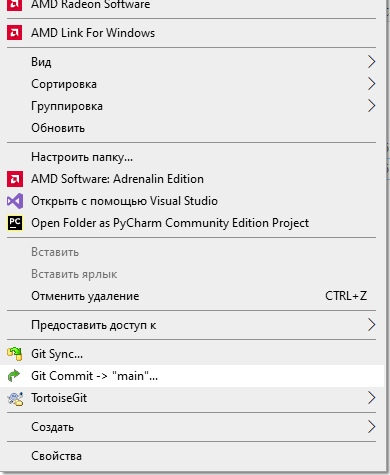 AMD Radeon Software
AMD Link For Windows
Вид
Сортировка
Группировка
Обновить
Настроить папку...
AMD Software: Adrenalin Edition
Открыть с помощью Visual Studio
PC Open Folder as PyCharm Community Edition Project
Вставить
Вставить ярлык
Отменить удаление CTRL+Z
Предоставить доступ к
Git Sync...
Git Commit -> "main"...
TortoiseGit
Создать
Свойства